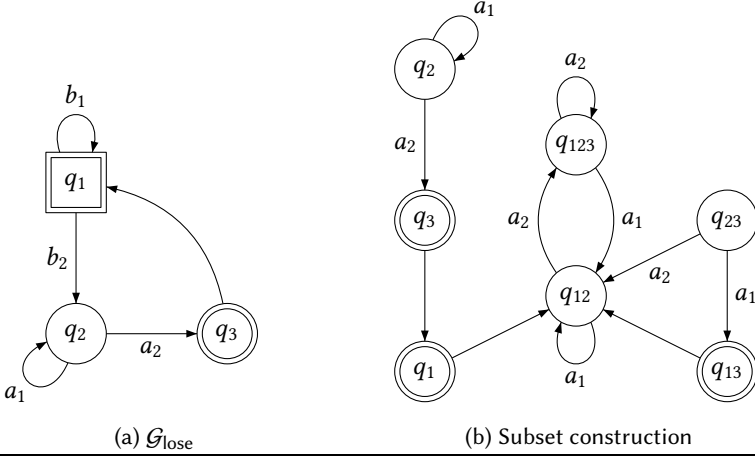 b₁
q₁
b₂
q₂
a₂
q₃
a₁
(a) 𝒢lose
a₁
q₂
a₂
q₃
q₁
a₂
q₁₂₃
a₂
a₁
q₁₂
a₁
q₂₃
a₂
a₁
q₁₃
(b) Subset construction